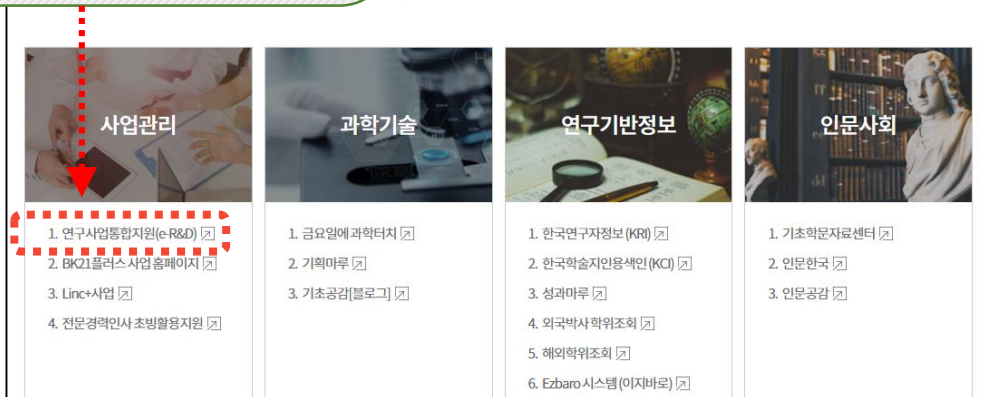 사업관리
1. 연구사업통합지원(e-R&D)
2. BK21플러스 사업 홈페이지
3. Linc+사업
4. 전문경력인사 초빙활용지원
과학기술
1. 금요일에 과학터치
2. 기획마루
3. 기초공감[블로그]
연구기반정보
1. 한국연구자정보(KRI)
2. 한국학술지인용색인(KCI)
3. 성과마루
4. 외국박사 학위조회
5. 해외학위조회
6. Ezbaro 시스템(이지바로)
인문사회
1. 기초학문자료센터
2. 인문한국
3. 인문공감